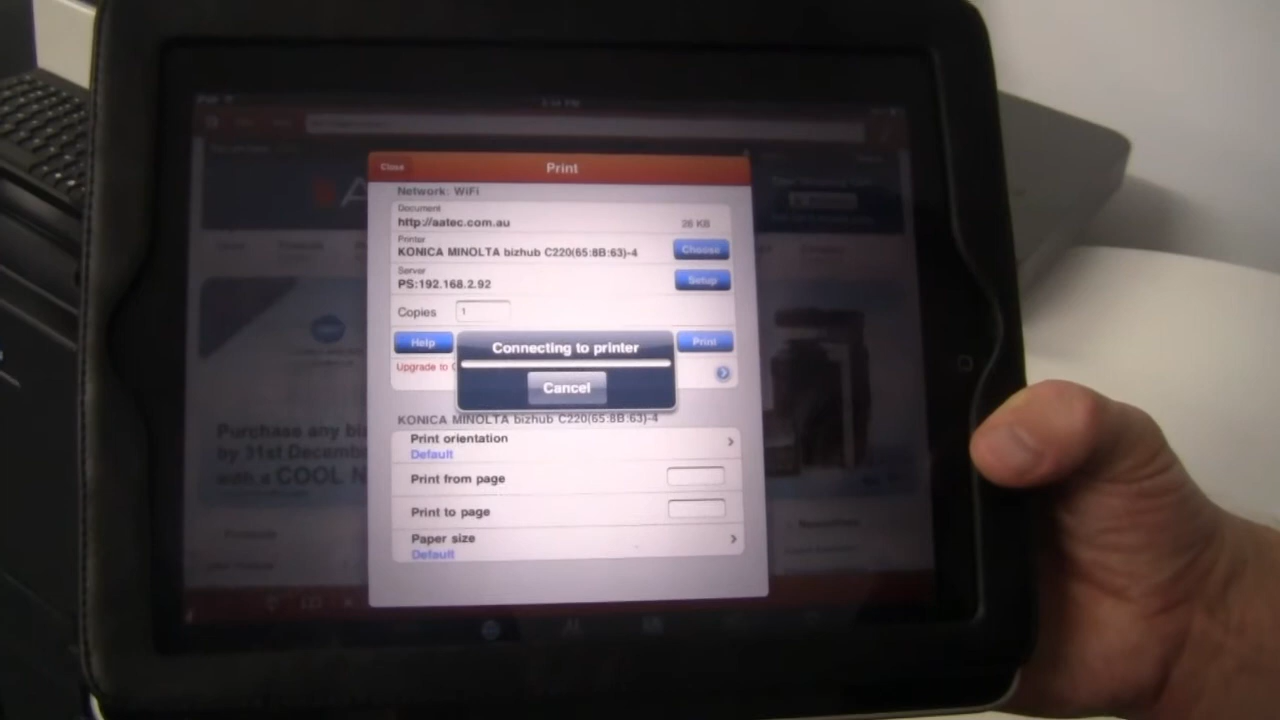 Close
Print
Network: WiFi
Document
http://aatec.com.au
26 KB
Printer
KONICA MINOLTA bizhub C220(65:8B:63)-4
Choose
Server
PS:192.168.2.92
Setup
Copies
1
Help
Connecting to printer
Print
Upgrade to
Cancel
KONICA MINOLTA bizhub C220(65:8B:63)-4
Print orientation
Default
Print from page
Print to page
Paper size
Default
Purchase any
by 31st
with a COOL